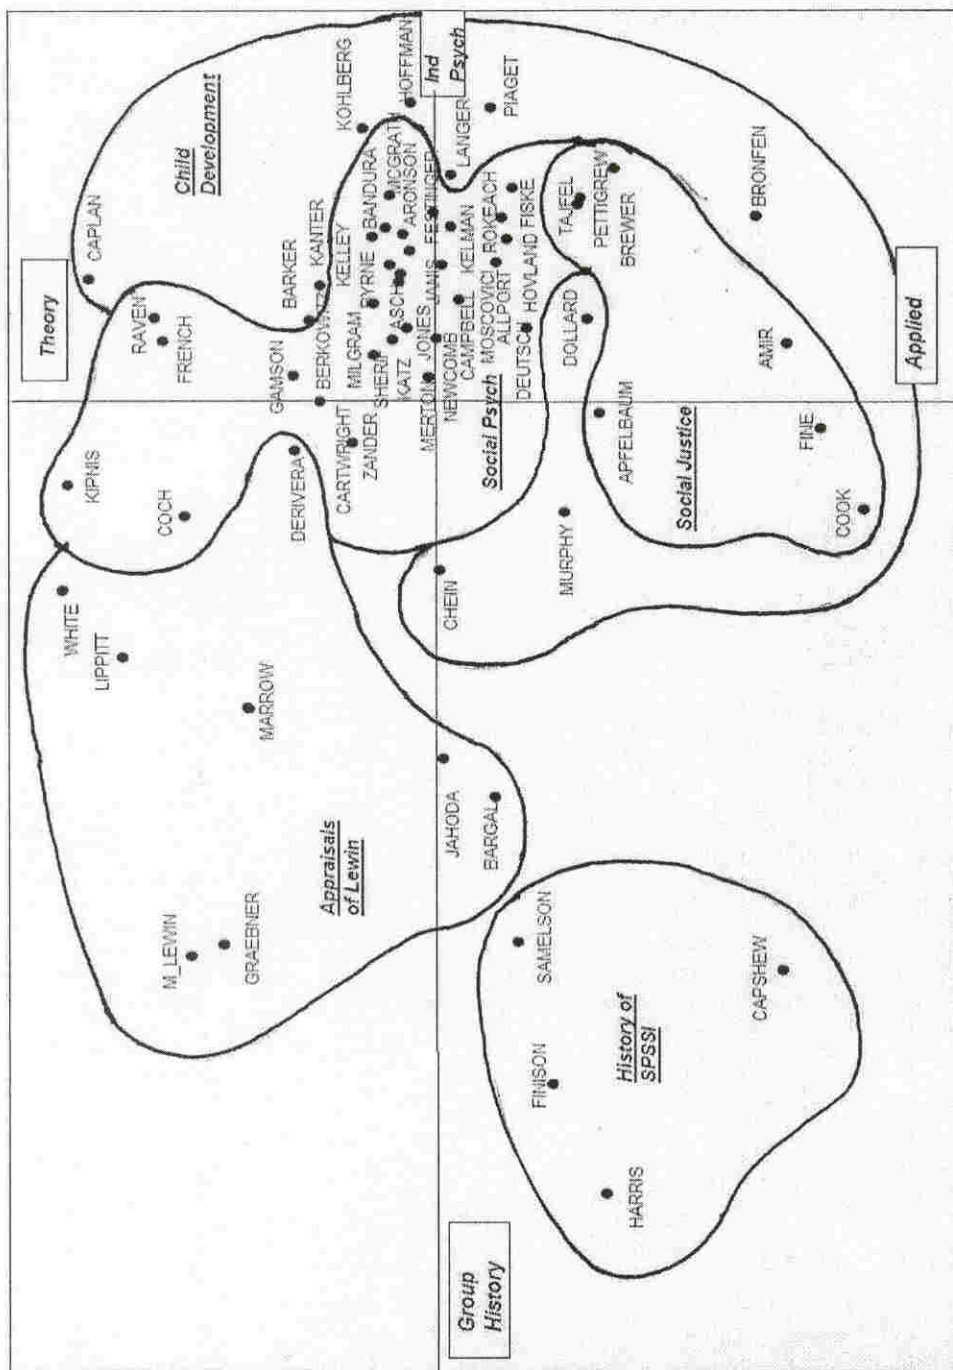 Theory
Child
Development
Ind
Psych
Applied
Group
History
Appraisals
of Lewin
Social Psych
Social Justice
History of
SPSSI
CAPLAN
KOHLBERG
HOFFMAN
RAVEN
FRENCH
BARKER
KANTER
BANDURA
MCGRATH
ARONSON
LANGER
PIAGET
KIPNIS
COCH
GAMSON
KELLEY
BYRNE
ASCH
JANIS
FESTINGER
KELMAN
ROKEACH
FISKE
TAJFEL
PETTIGREW
BREWER
BRONFEN
MILGRAM
SHERIF
KATZ
JONES
CAMPBELL
MOSCOVICI
ALLPORT
HOVLAND
DEUTSCH
DOLLARD
AMIR
DERIVERA
CARTWRIGHT
ZANDER
MERTON
NEWCOMB
APFELBAUM
FINE
COOK
MURPHY
CHEIN
WHITE
LIPPITT
MARROW
JAHODA
BARGAL
M_LEWIN
GRAEBNER
SAMELSON
FINISON
CAPSHEW
HARRIS